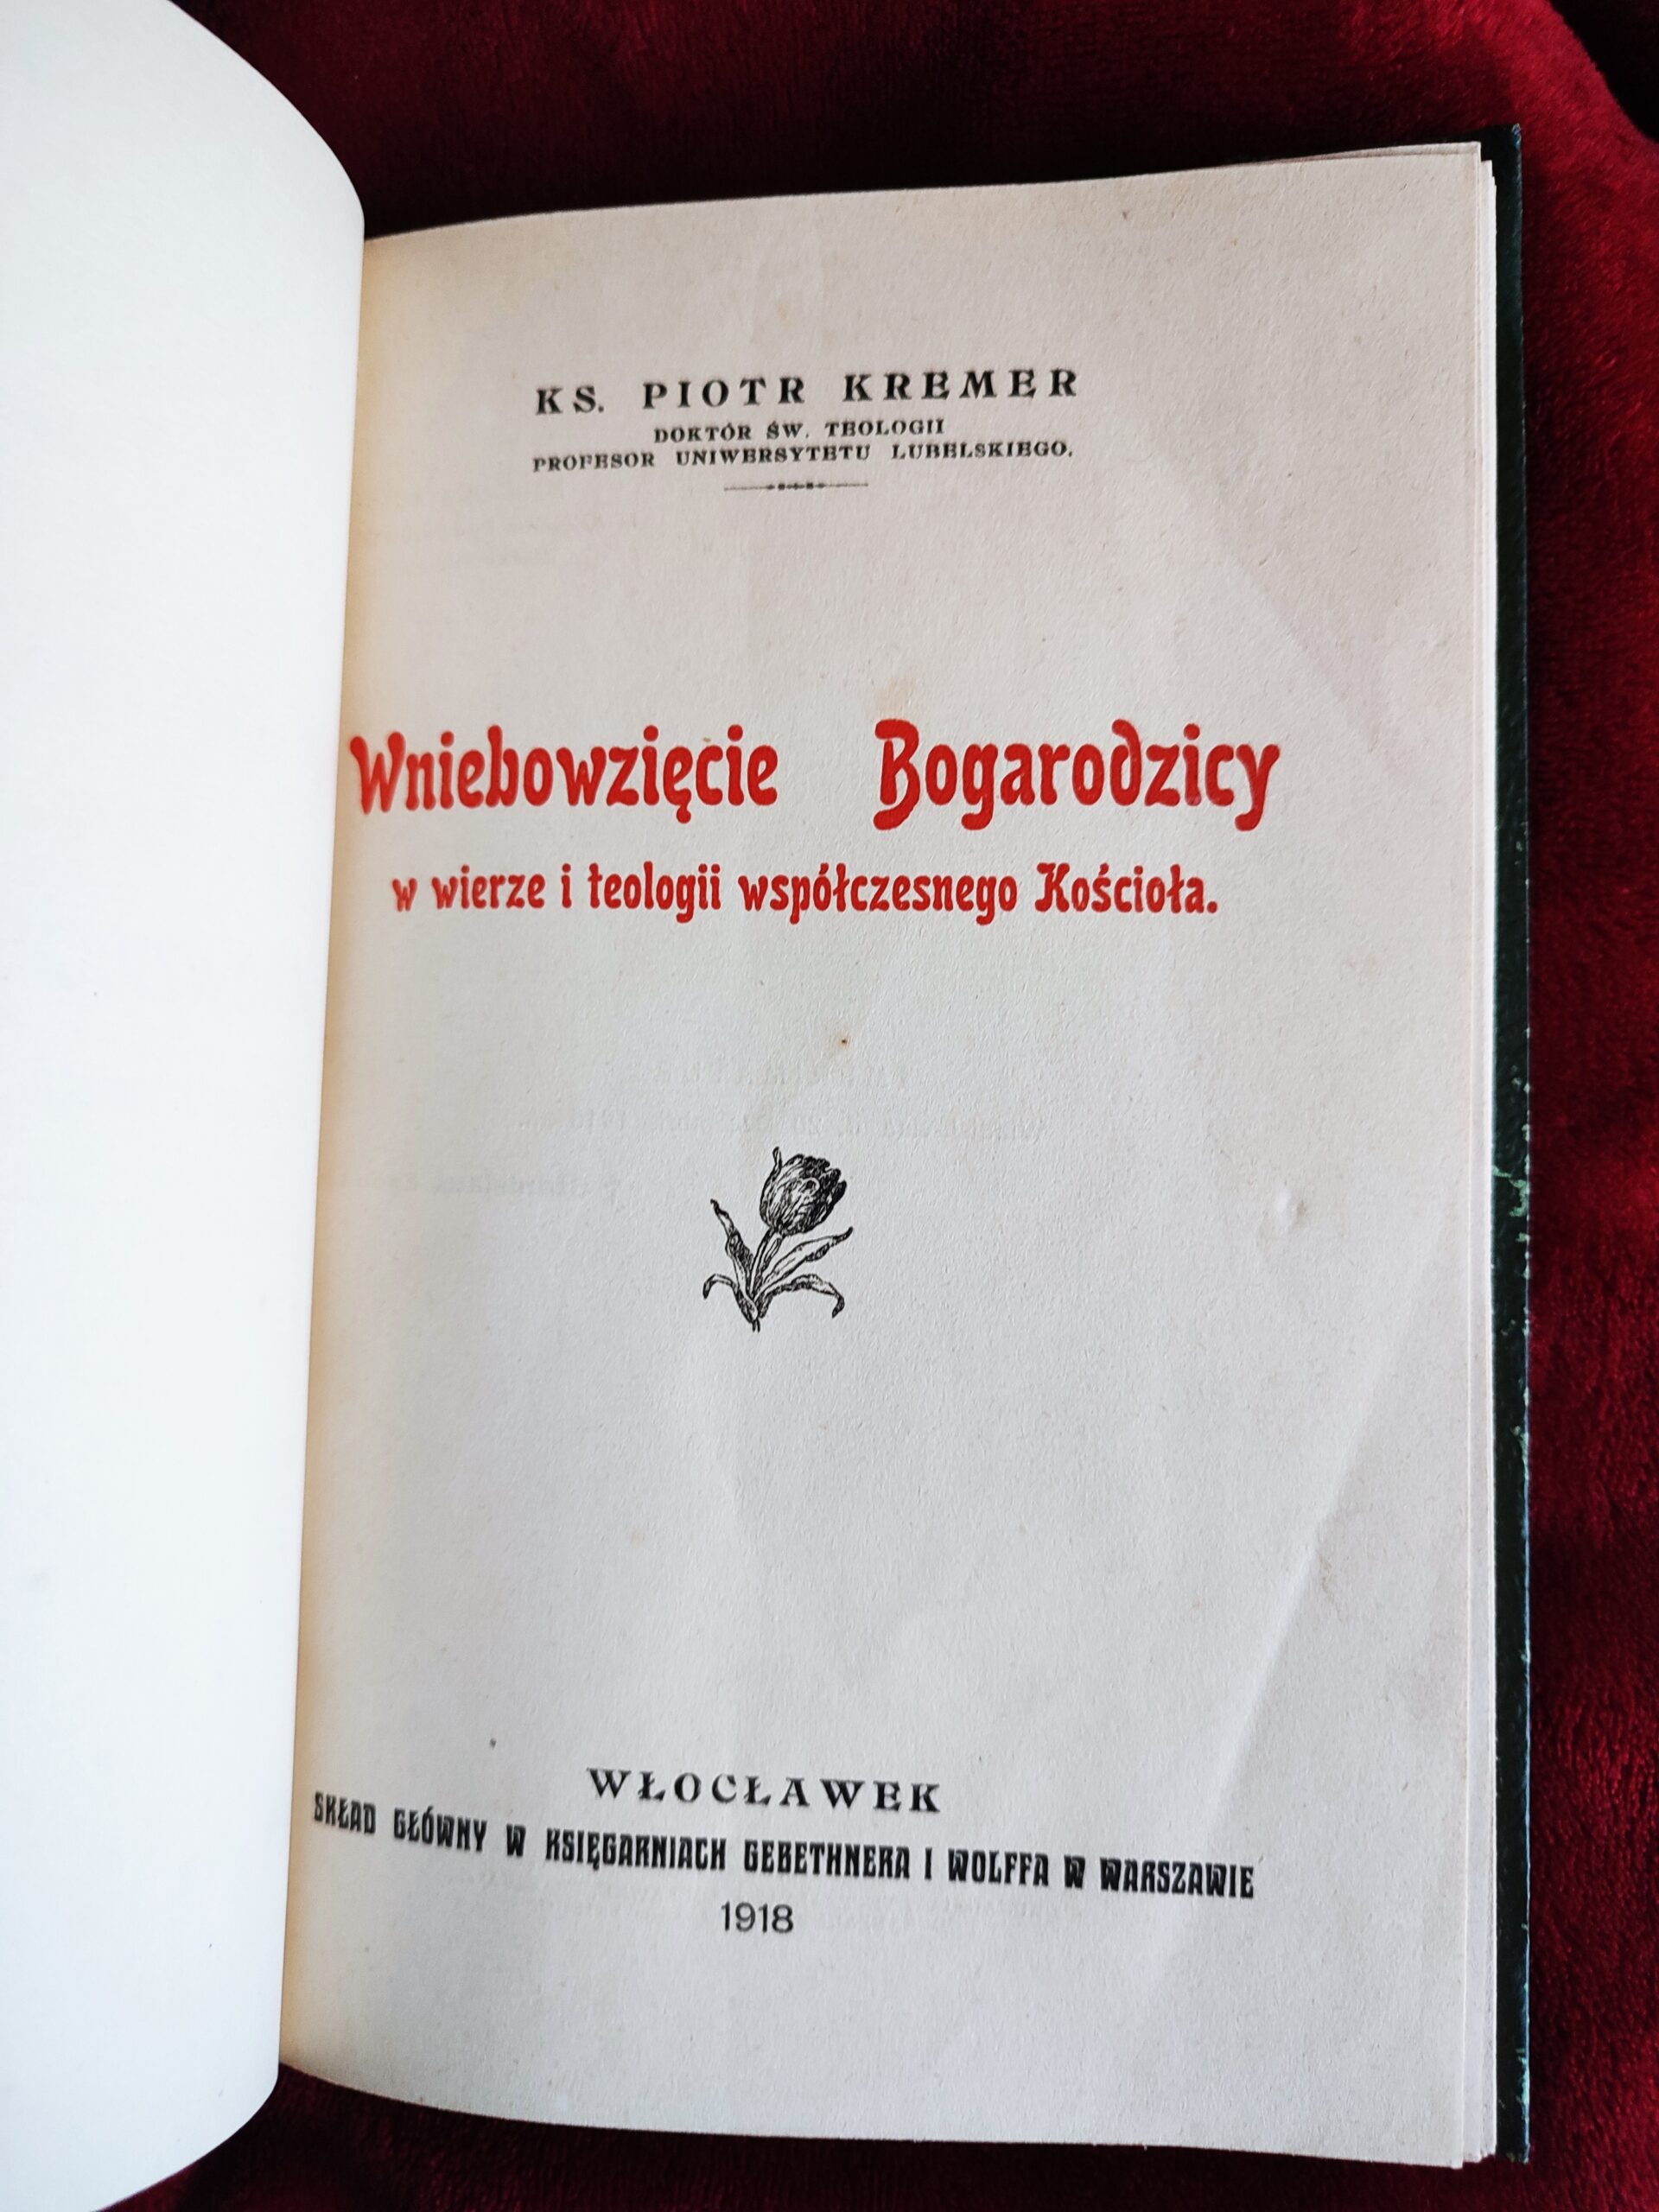 KS. PIOTR KREMER
DOKTÓR ŚW. TEOLOGII
PROFESOR UNIWERSYTETU LUBELSKIEGO.
Wniebowzięcie Bogarodzicy
w wierze i teologii współczesnego Kościoła.
WŁOCŁAWEK
SKŁAD GŁÓWNY W KSIĘGARNIACH GEBETHNERA I WOLFFA W WARSZAWIE
1918